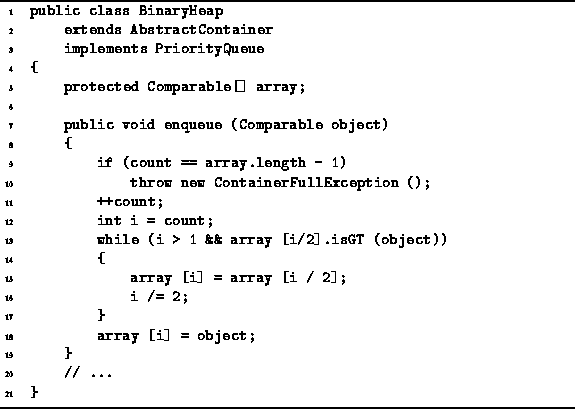 1 public class BinaryHeap
2 extends AbstractContainer
3 implements PriorityQueue
4 {
5 protected Comparable[] array;
6
7 public void enqueue (Comparable object)
8 {
9 if (count == array.length - 1)
10 throw new ContainerFullException ();
11 ++count;
12 int i = count;
13 while (i > 1 && array [i/2].isGT (object))
14 {
15 array [i] = array [i / 2];
16 i /= 2;
17 }
18 array [i] = object;
19 }
20 // ...
21 }